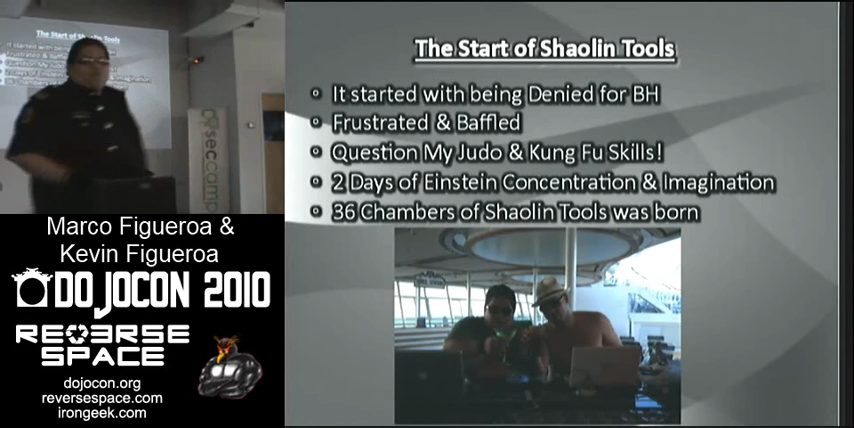 The Start of Shaolin Tools
It started with being Denied for BH
Frustrated & Baffled
Question My Judo & Kung Fu Skills!
2 Days of Einstein Concentration & Imagination
36 Chambers of Shaolin Tools was born
seccomp
Marco Figueroa &
Kevin Figueroa
DOJOCON 2010
REVERSE
SPACE
dojocon.org
reversespace.com
irongeek.com